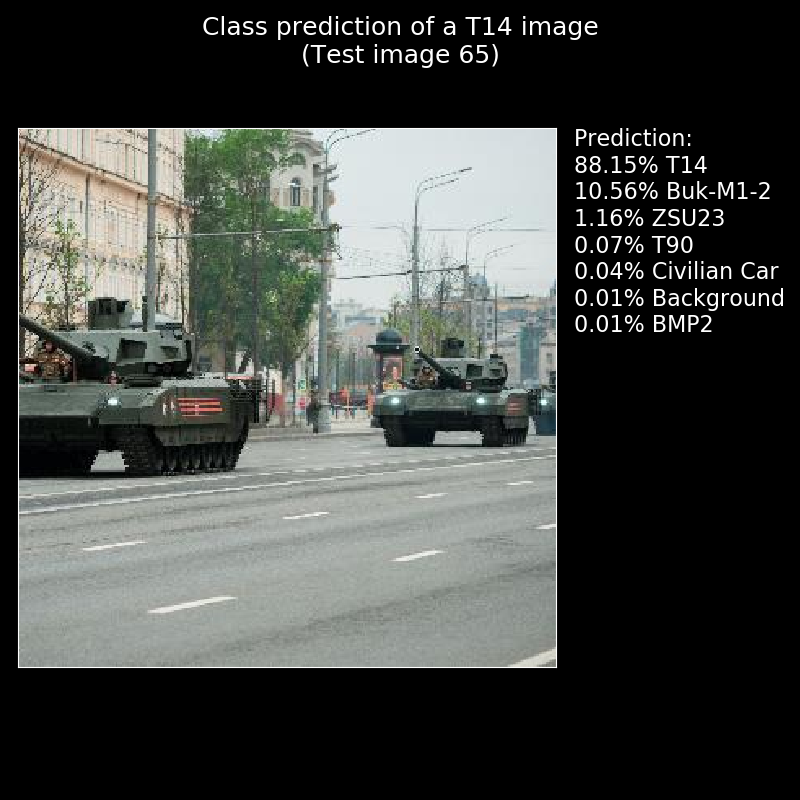 Class prediction of a T14 image
(Test image 65)
Prediction:
88.15% T14
10.56% Buk-M1-2
1.16% ZSU23
0.07% T90
0.04% Civilian Car
0.01% Background
0.01% BMP2